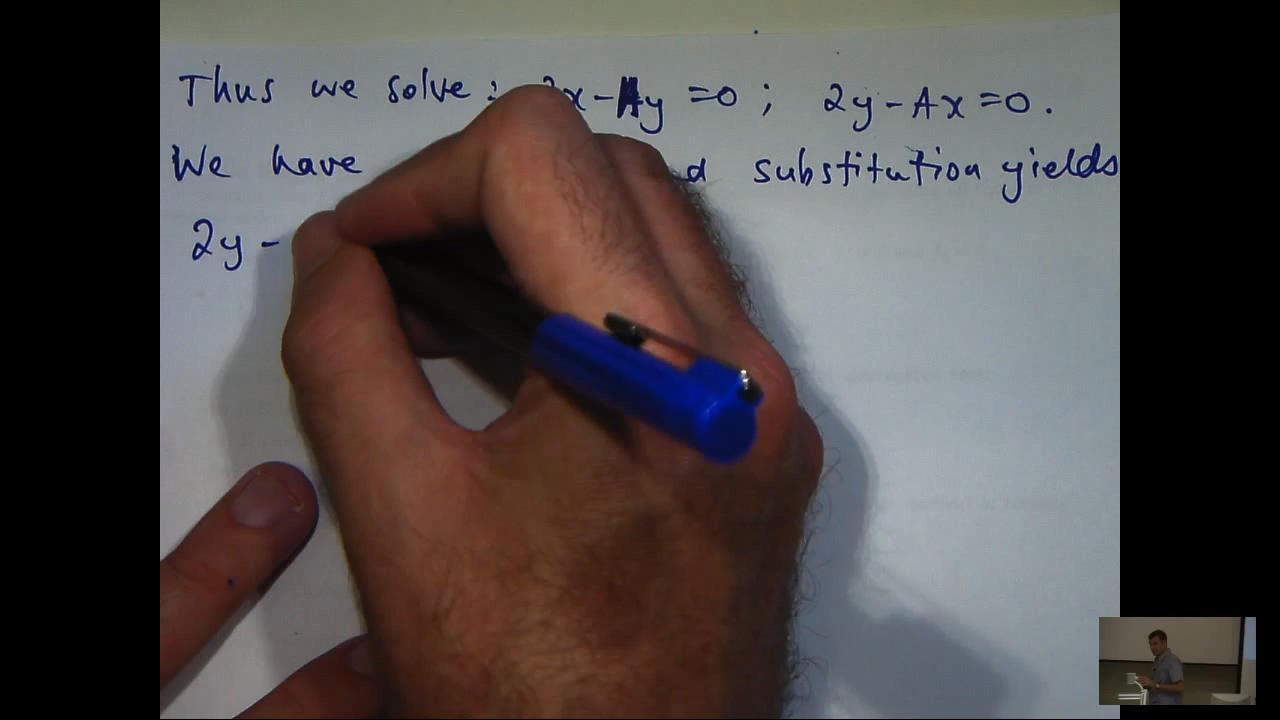 Thus we solve: 2x-Ay=0; 2y-Ax=0.
We have substitution yields
2y-